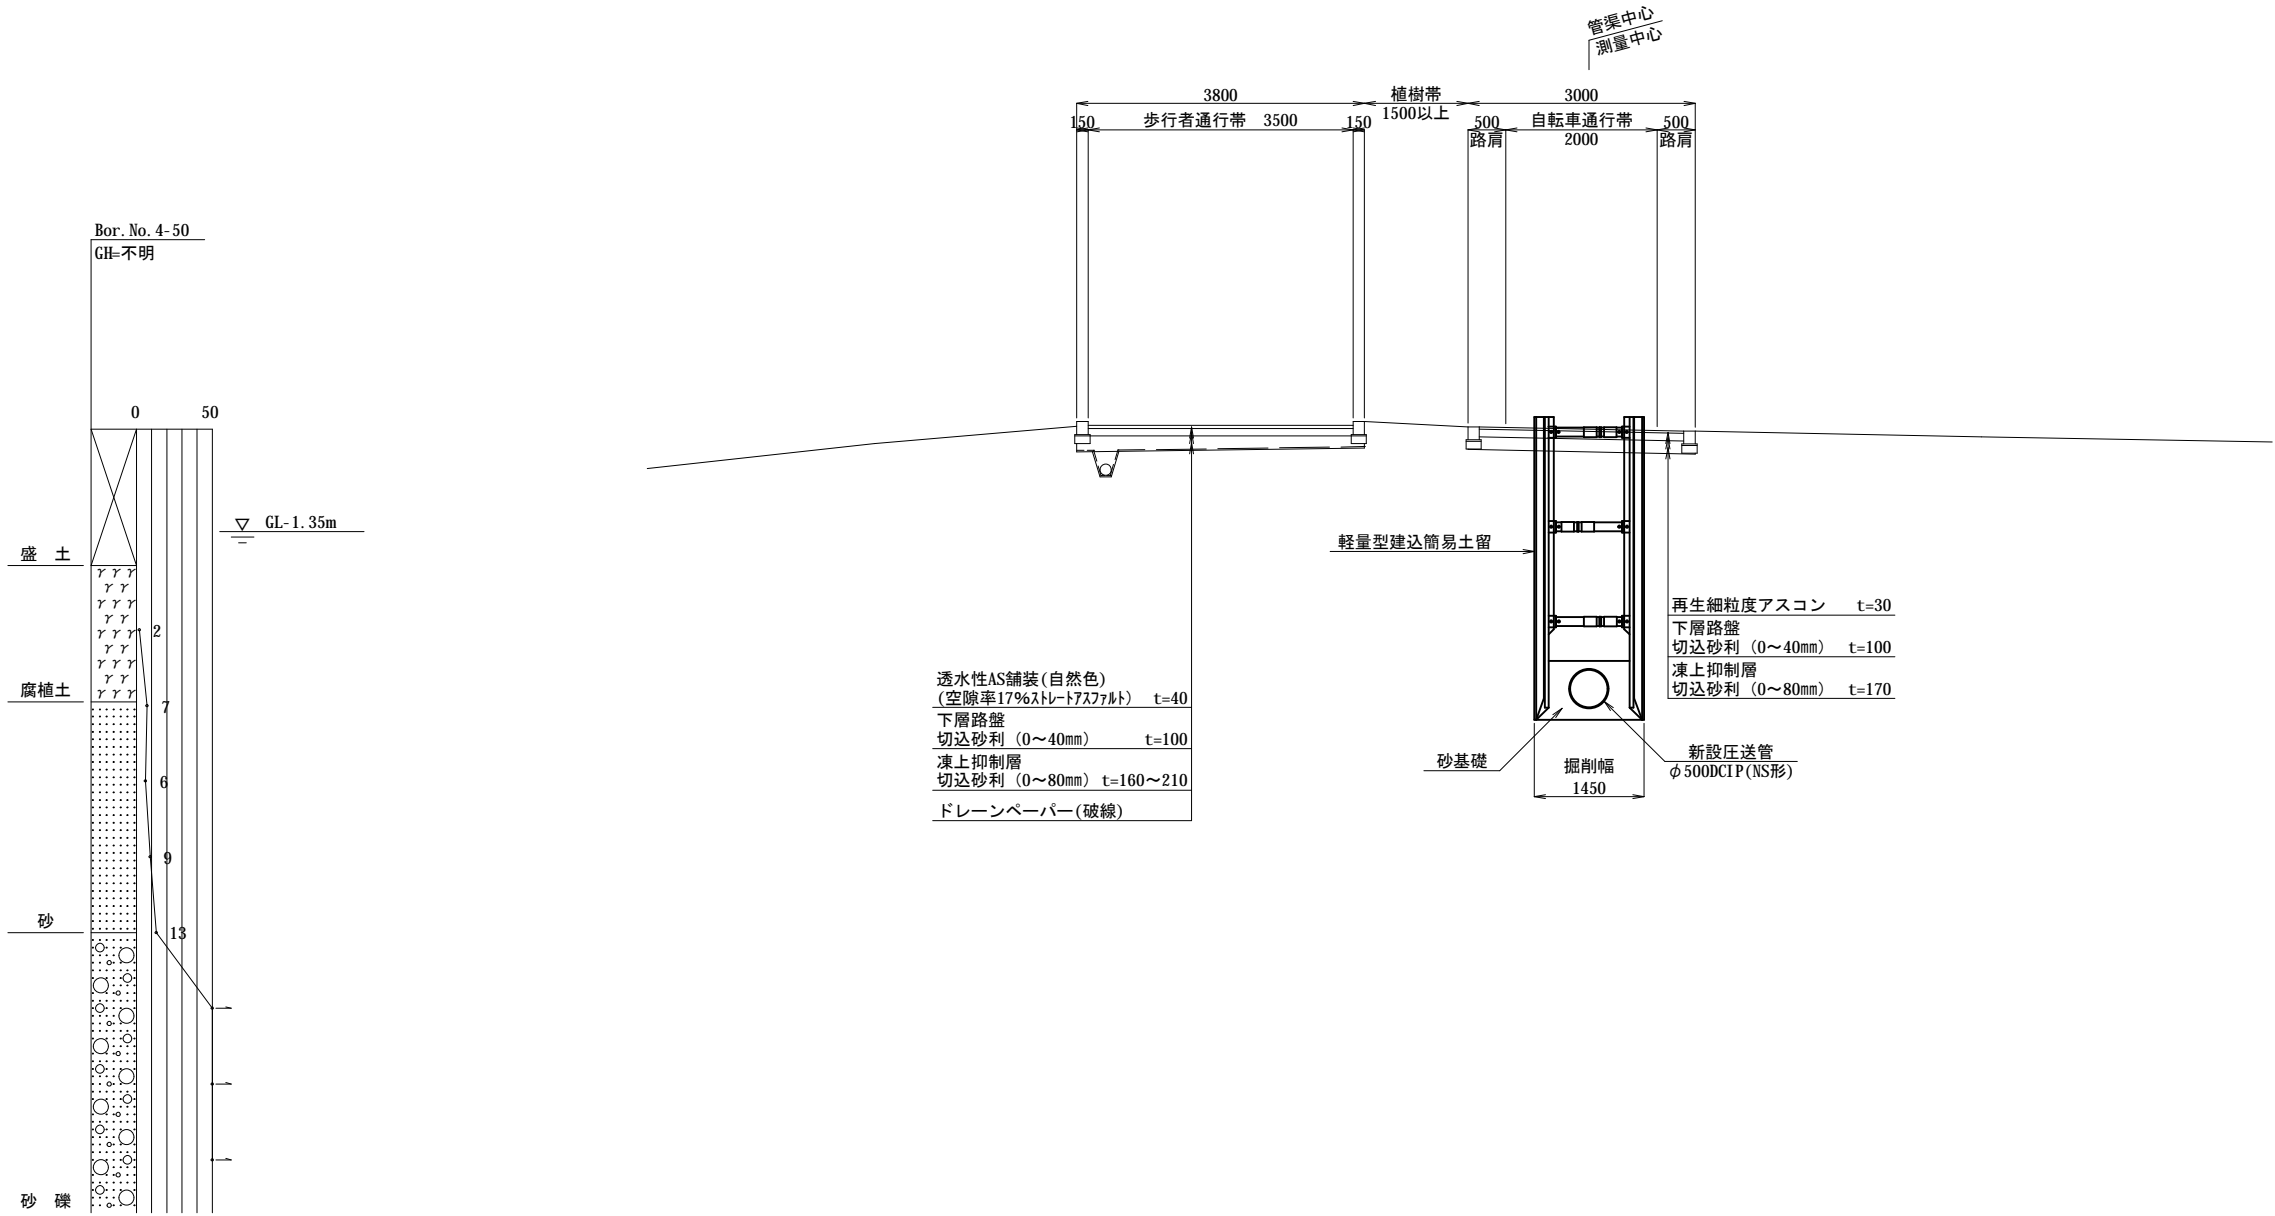 管渠中心
測量中心
3800
植樹帯
1500以上
3000
150
歩行者通行帯 3500
150
500
路肩
自転車通行帯
2000
500
路肩
Bor.No.4-50
GH=不明
0
50
GL-1.35m
盛 土
腐植土
砂
砂 礫
2
7
6
9
13
軽量型建込簡易土留
再生細粒度アスコン t=30
下層路盤
切込砂利（0～40mm） t=100
凍上抑制層
切込砂利（0～80mm） t=170
透水性AS舗装(自然色)
(空隙率17%ｽﾄﾚｰﾄｱｽﾌｧﾙﾄ) t=40
下層路盤
切込砂利（0～40mm） t=100
凍上抑制層
切込砂利（0～80mm）t=160～210
ドレーンペーパー(破線)
砂基礎
掘削幅
1450
新設圧送管
φ500DCIP(NS形)